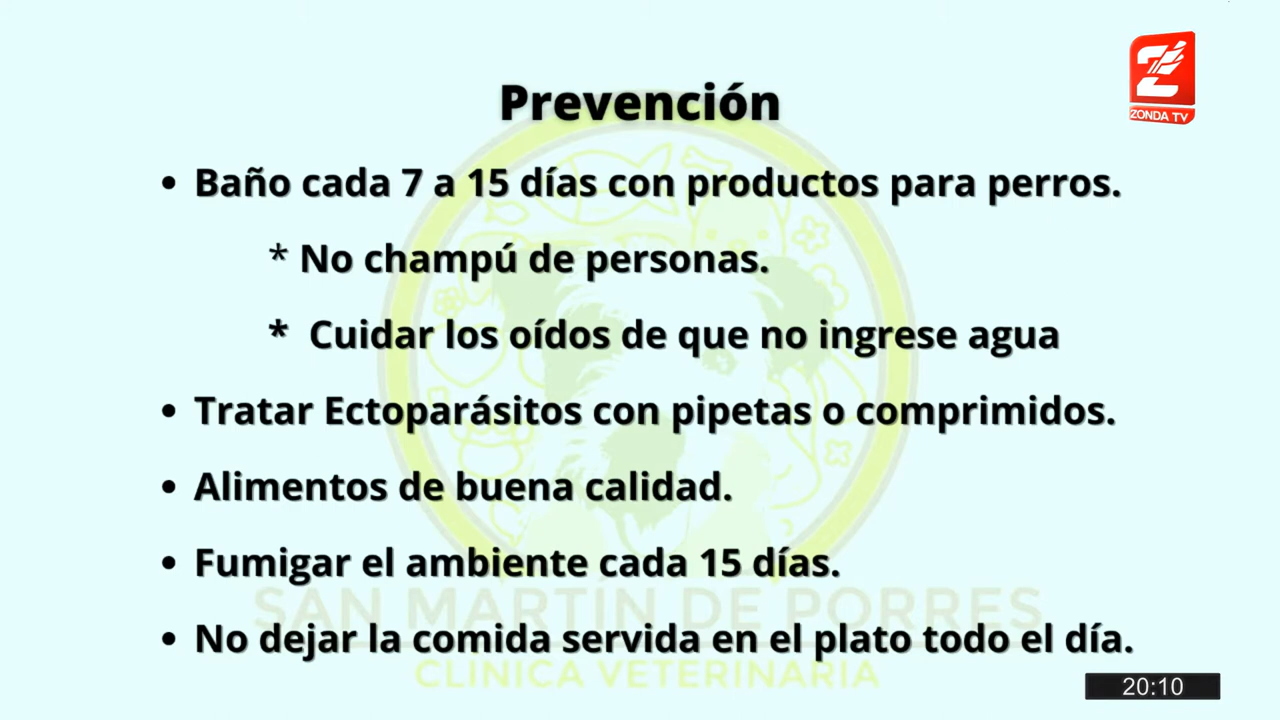 ZONDA TV
Prevención
• Baño cada 7 a 15 días con productos para perros.
* No champú de personas.
* Cuidar los oídos de que no ingrese agua
• Tratar Ectoparásitos con pipetas o comprimidos.
• Alimentos de buena calidad.
• Fumigar el ambiente cada 15 días.
SAN MARTÍN DE PORRES
• No dejar la comida servida en el plato todo el día.
CLINICA VETERINARIA
20:10